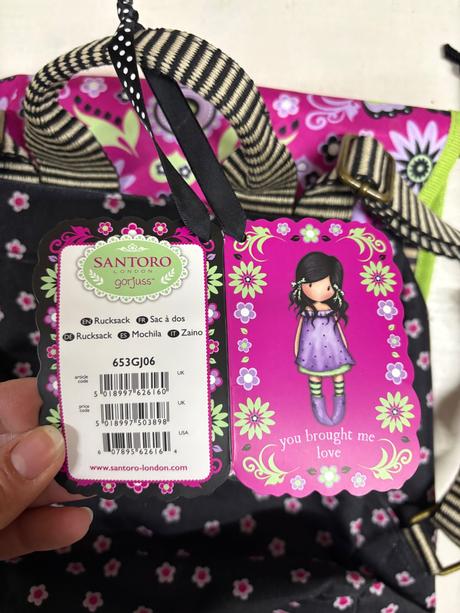 SANTORO
LONDON
gorjuss™
EN Rucksack FR Sac à dos
DE Rucksack ES Mochila IT Zaino
653GJ06
article code
UK
5 018997 626160
price code
UK
5 018997 503898
USA
6 07895 62616 4
www.santoro-london.com
you brought me
love